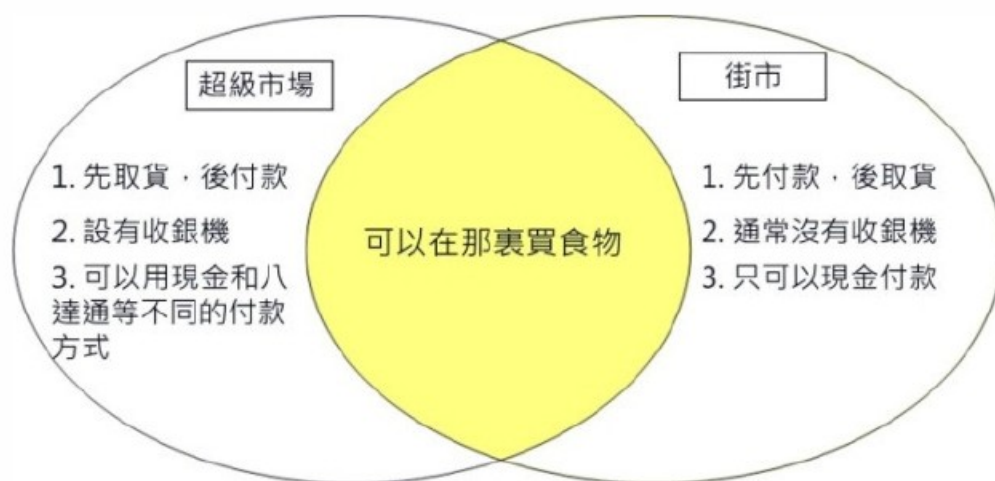 超級市場
1. 先取貨，後付款
2. 設有收銀機
3. 可以用現金和八
達通等不同的付款
方式
可以在那裏買食物
街市
1. 先付款，後取貨
2. 通常沒有收銀機
3. 只可以現金付款